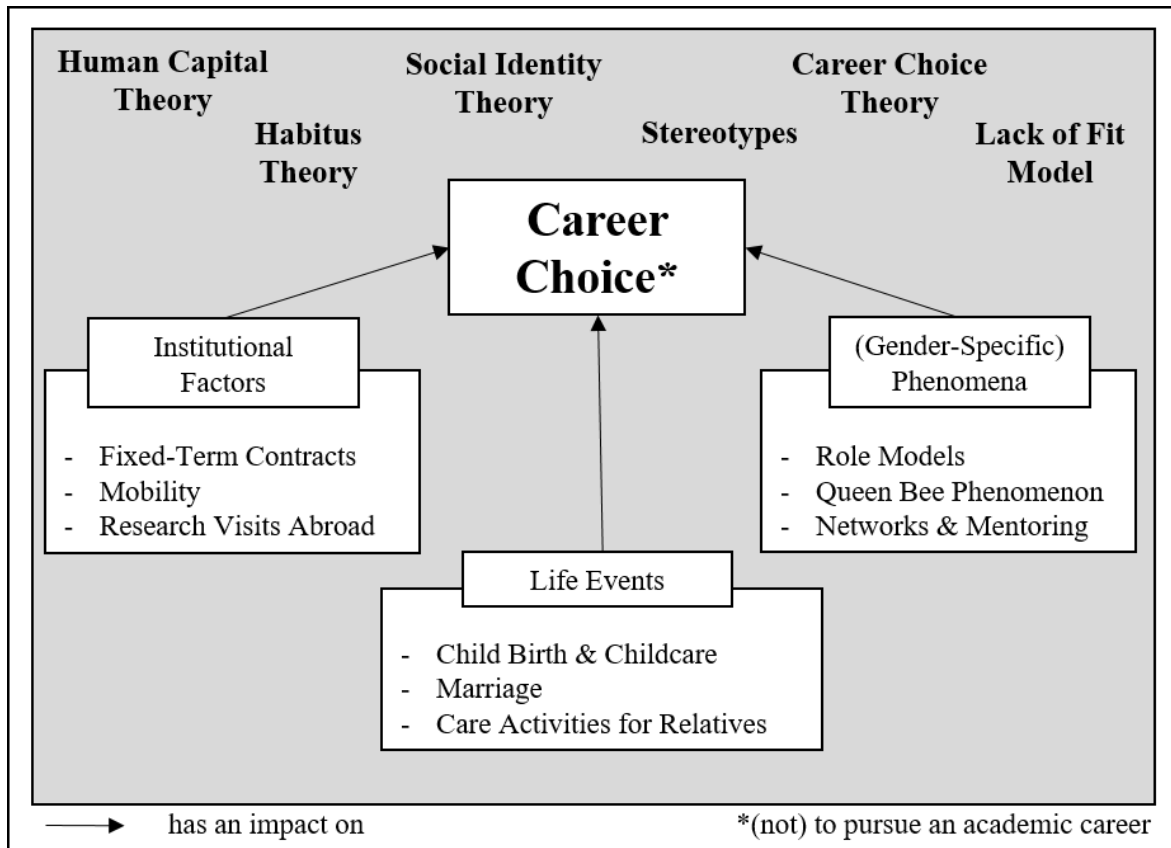 Human Capital
Theory
Social Identity
Theory
Career Choice
Theory
Habitus
Theory
Stereotypes
Lack of Fit
Model
Career
Choice*
Institutional
Factors
- Fixed-Term Contracts
- Mobility
- Research Visits Abroad
(Gender-Specific)
Phenomena
- Role Models
- Queen Bee Phenomenon
- Networks & Mentoring
Life Events
- Child Birth & Childcare
- Marriage
- Care Activities for Relatives
has an impact on
*(not) to pursue an academic career